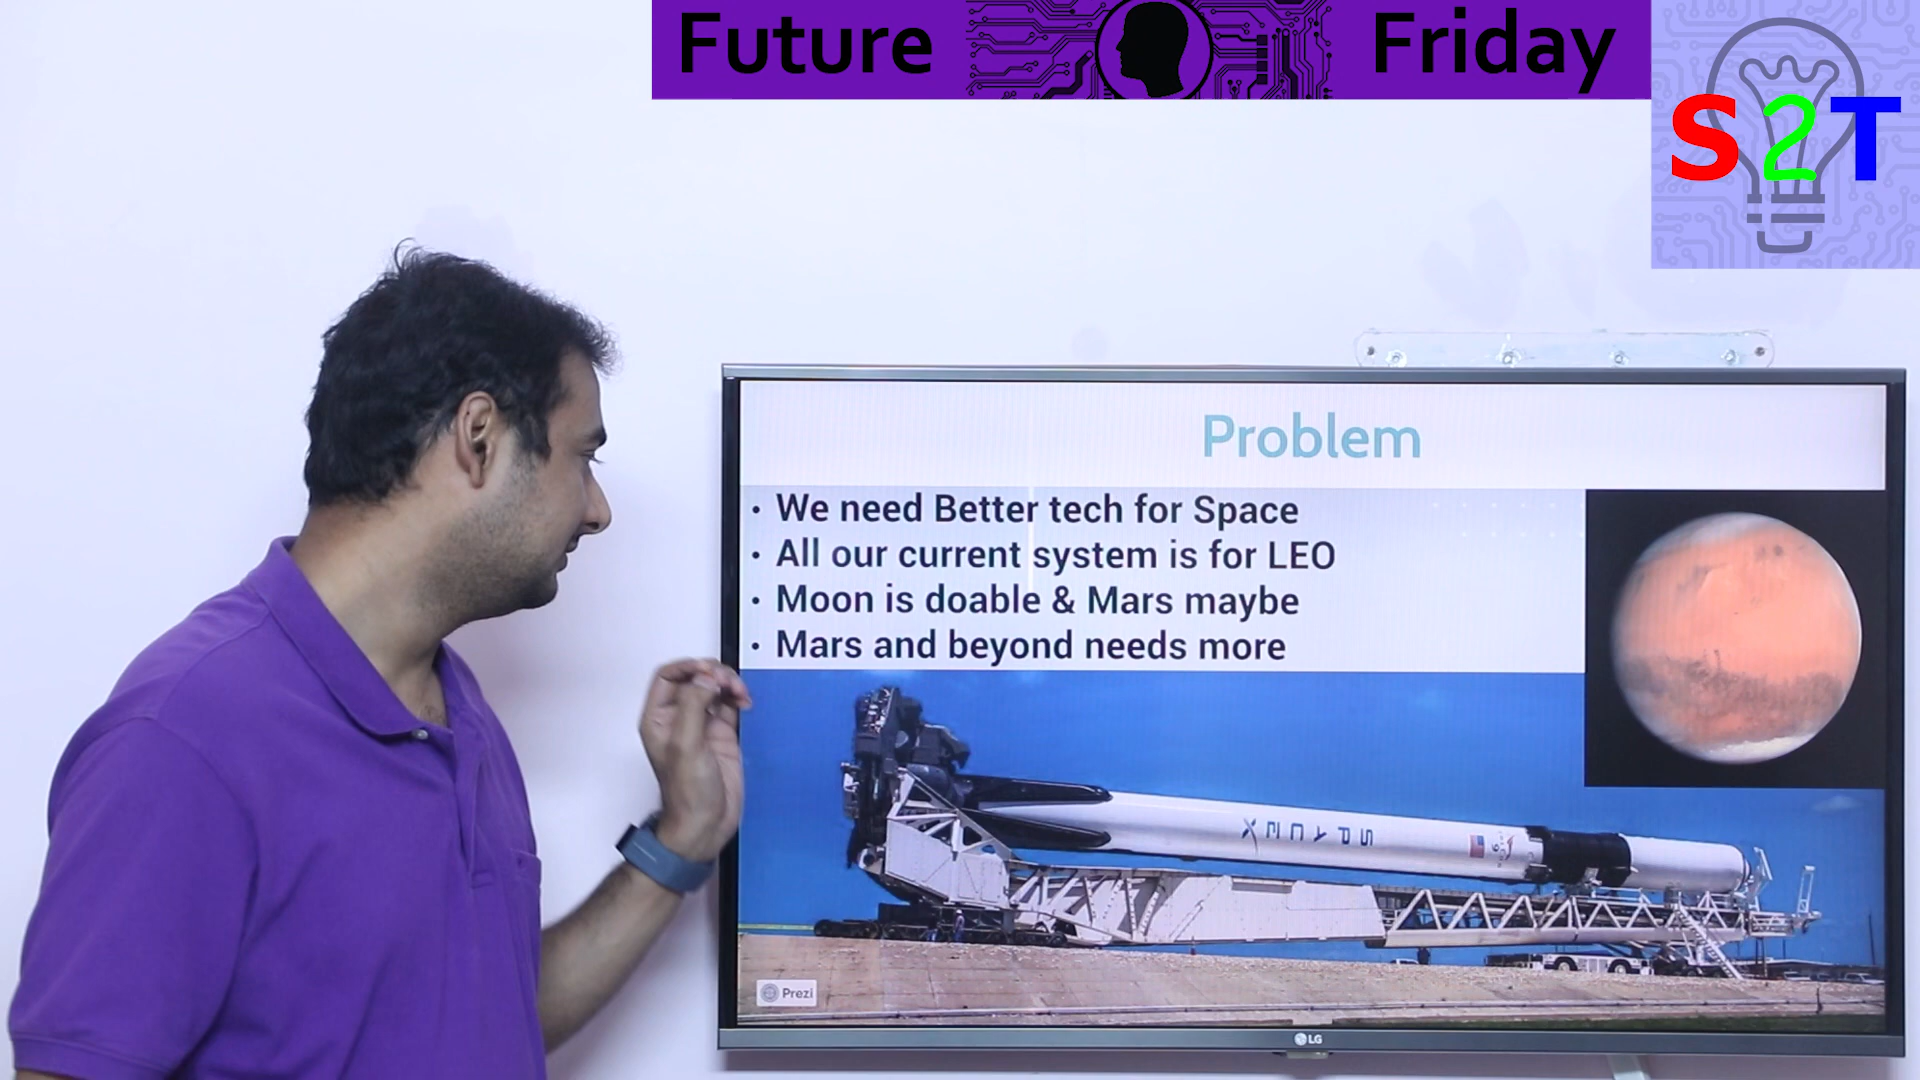 Future Friday
S2T
Problem
• We need Better tech for Space
• All our current system is for LEO
• Moon is doable & Mars maybe
• Mars and beyond needs more
SPACEX
Prezi
LG